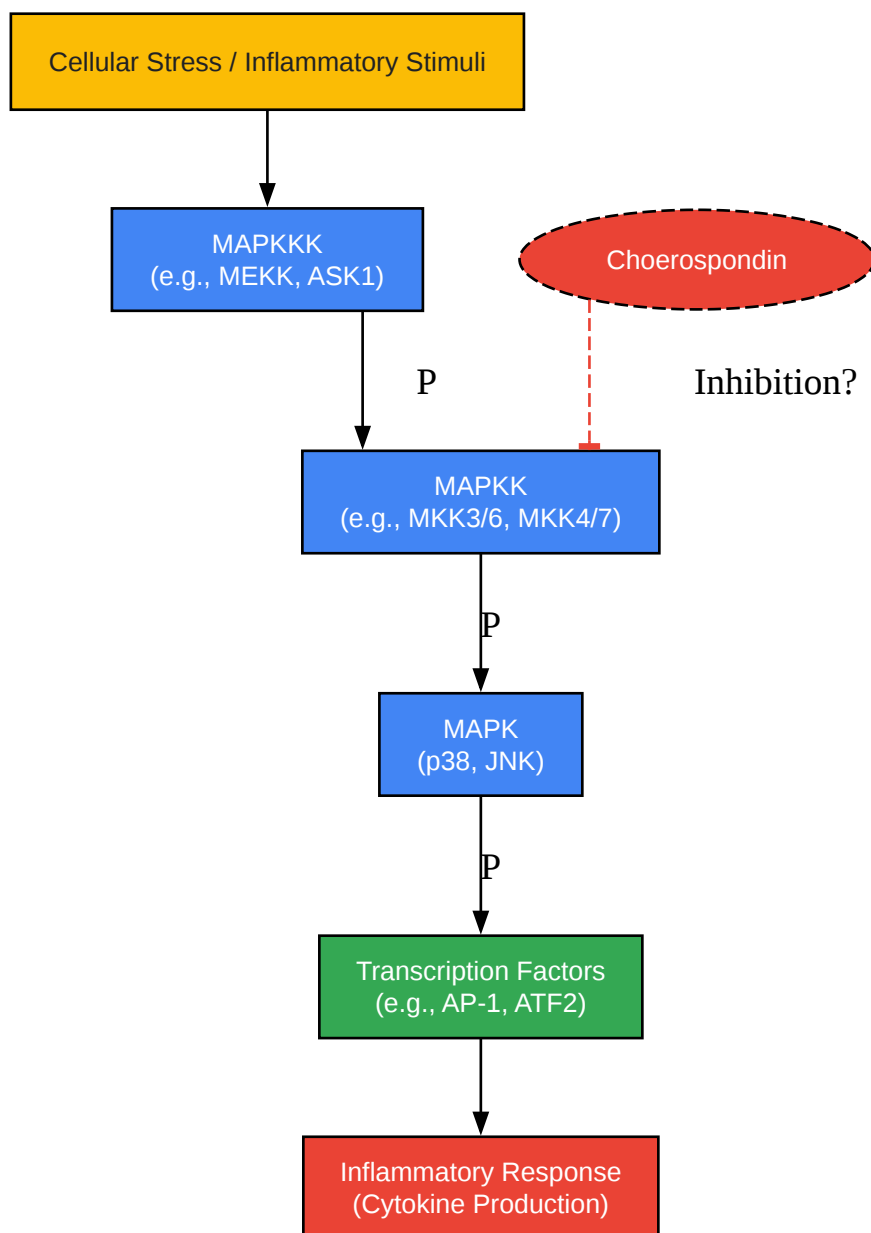 Cellular Stress / Inflammatory Stimuli
MAPKKK
(e.g., MEKK, ASK1)
Choerospondin
P
Inhibition?
MAPKK
(e.g., MKK3/6, MKK4/7)
P
MAPK
(p38, JNK)
P
Transcription Factors
(e.g., AP-1, ATF2)
Inflammatory Response
(Cytokine Production)